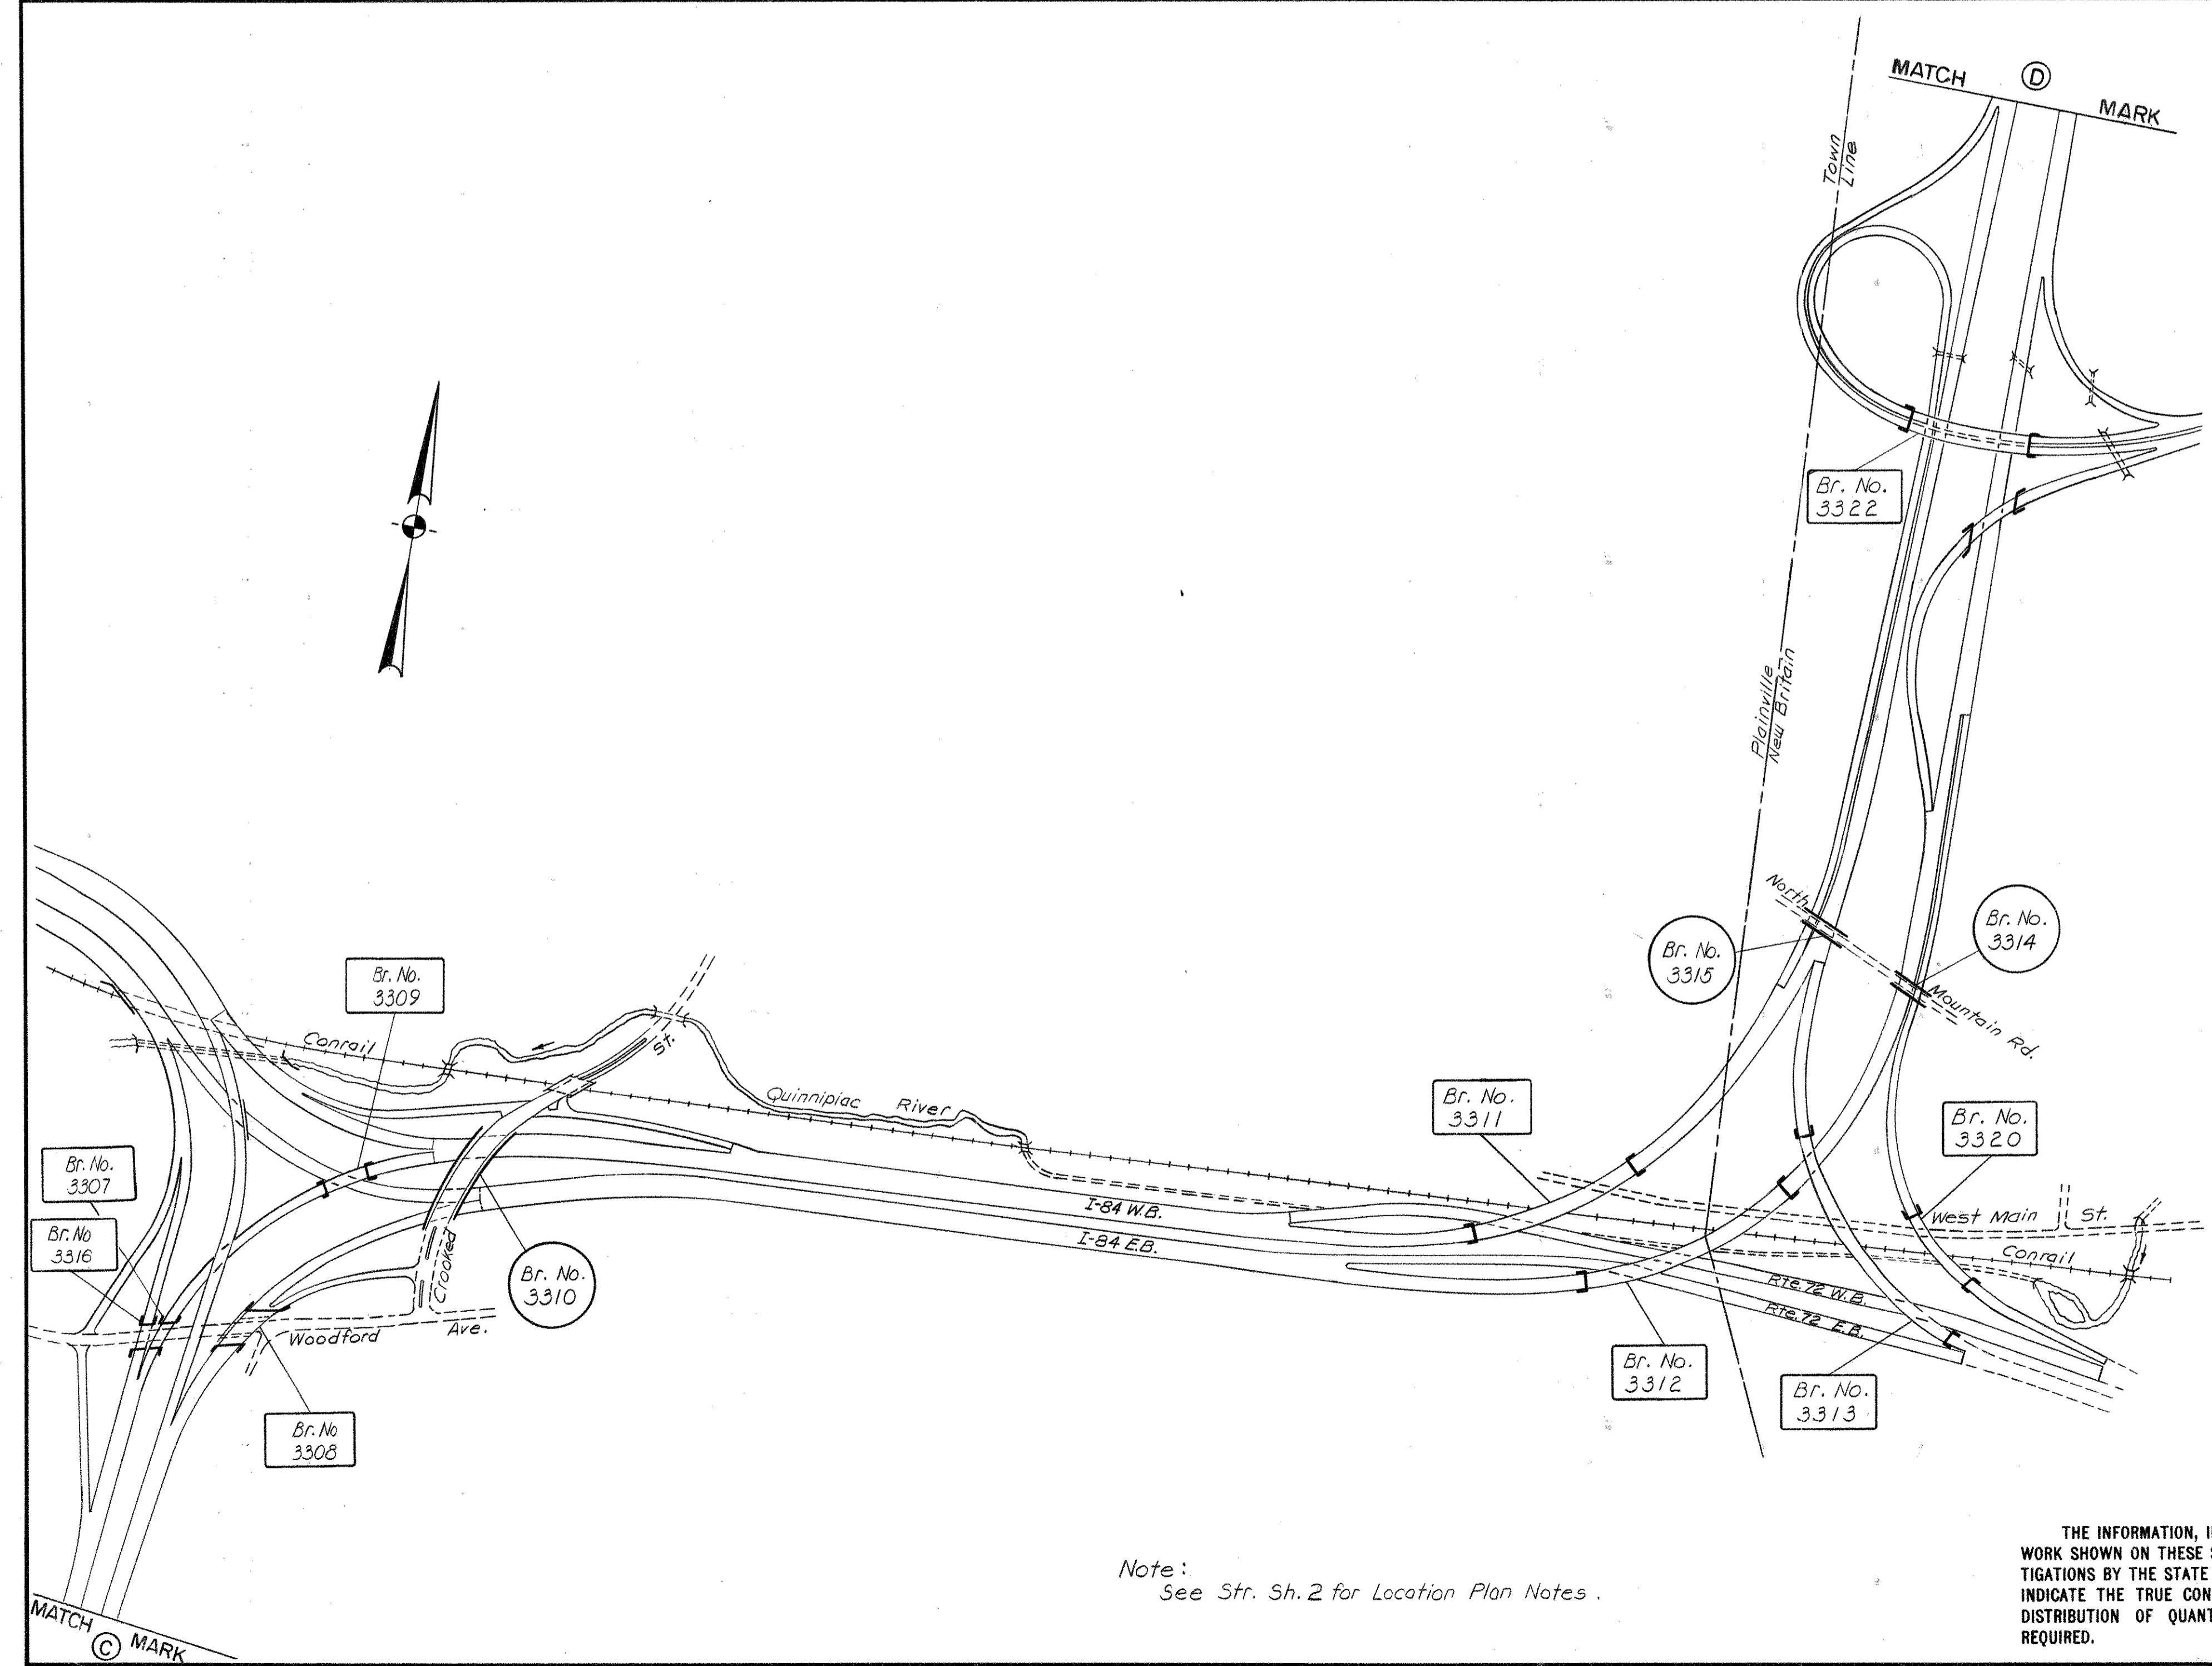 MATCH
D
MARK
Town
Line
Br. No.
3322
Plainville
New Britain
North
Mountain Rd.
Br. No.
3315
Br. No.
3314
Br. No.
3309
Conrail
St.
Quinnipiac River
Br. No.
3311
Br. No.
3320
Br. No.
3307
Br. No
3316
I-84 W.B.
I-84 E.B.
West Main St.
Conrail
Crooked
Br. No.
3310
Rte. 72 W.B.
Rte. 72 E.B.
Woodford Ave.
Br. No.
3312
Br. No.
3313
Br. No
3308
Note:
See Str. Sh. 2 for Location Plan Notes.
THE INFORMATION,
WORK SHOWN ON THESE
TIGATIONS BY THE STATE
INDICATE THE TRUE CON
DISTRIBUTION OF QUANT
REQUIRED.
MATCH
C
MARK